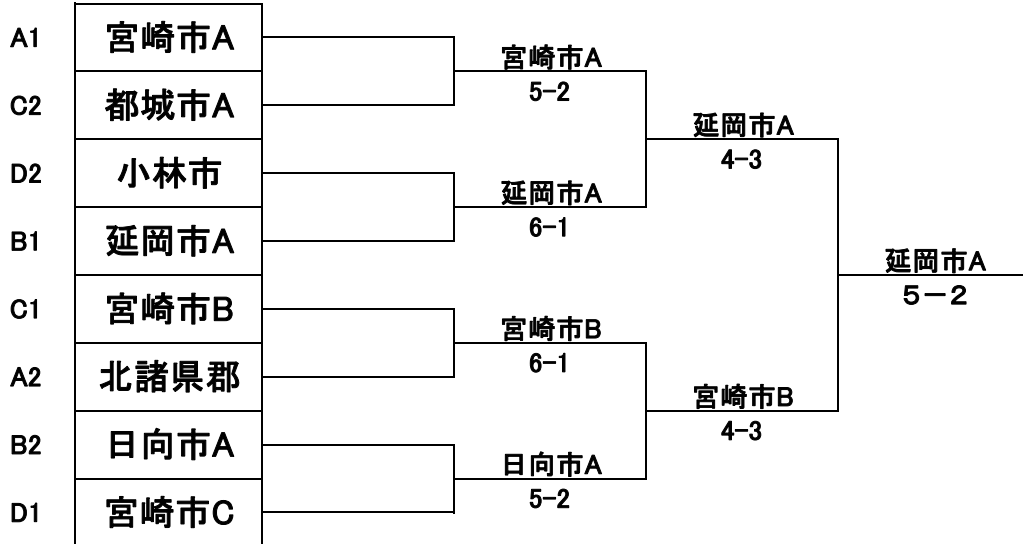 A1 宮崎市A
C2 都城市A
D2 小林市
B1 延岡市A
C1 宮崎市B
A2 北諸県郡
B2 日向市A
D1 宮崎市C
宮崎市A
5-2
延岡市A
6-1
宮崎市B
6-1
日向市A
5-2
延岡市A
4-3
宮崎市B
4-3
延岡市A
５－２